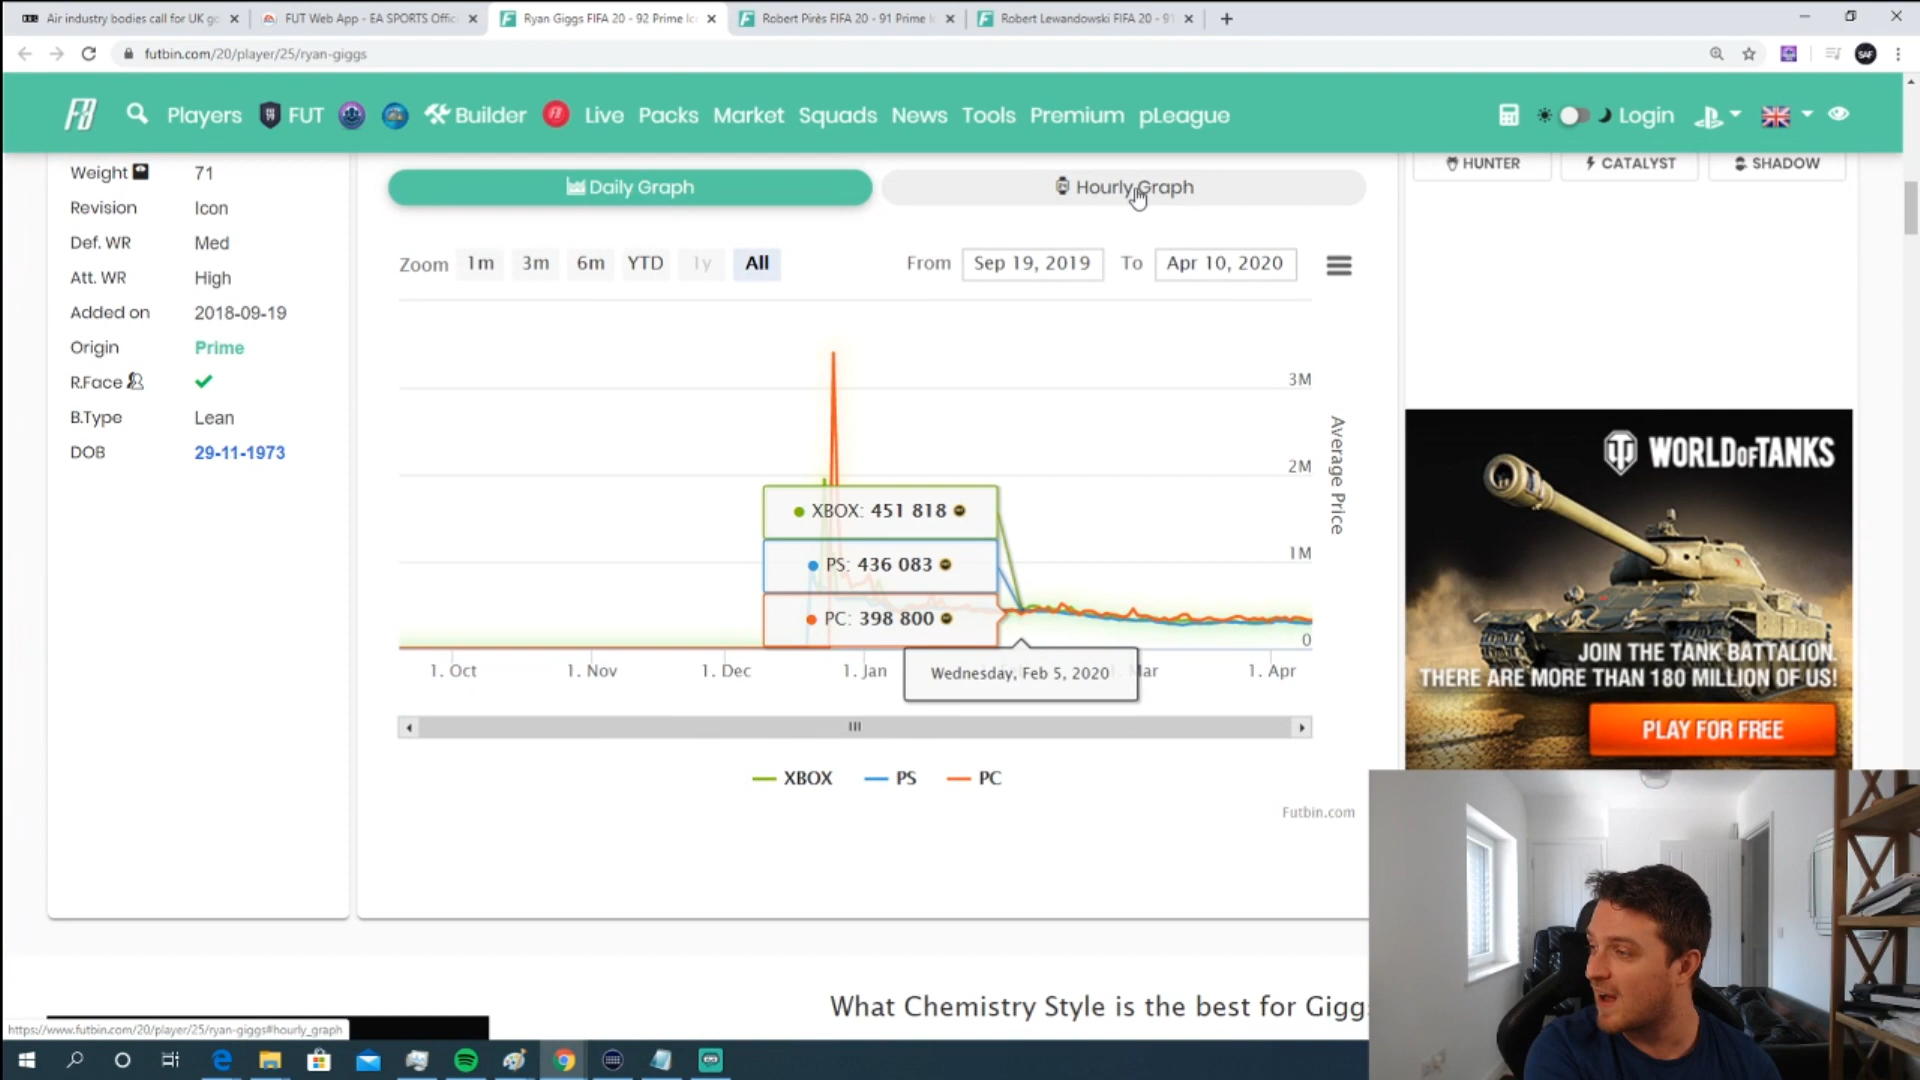 Air industry bodies call for UK go
FUT Web App - EA SPORTS Offic
Ryan Giggs FIFA 20 - 92 Prime Ic
Robert Pirès FIFA 20 - 91 Prime I
Robert Lewandowski FIFA 20 - 91
futbin.com/20/player/25/ryan-giggs
SAF
F8 Players FUT Builder Live Packs Market Squads News Tools Premium pLeague Login
Weight 71
Revision Icon
Def. WR Med
Att. WR High
Added on 2018-09-19
Origin Prime
R.Face
B.Type Lean
DOB 29-11-1973
Daily Graph Hourly Graph
HUNTER CATALYST SHADOW
Zoom 1m 3m 6m YTD 1y All From Sep 19, 2019 To Apr 10, 2020
3M
2M
1M
0
Average Price
XBOX: 451 818
PS: 436 083
PC: 398 800
1. Oct 1. Nov 1. Dec 1. Jan Mar 1. Apr
Wednesday, Feb 5, 2020
XBOX PS PC
Futbin.com
WORLD OF TANKS
JOIN THE TANK BATTALION.
THERE ARE MORE THAN 180 MILLION OF US!
PLAY FOR FREE
What Chemistry Style is the best for Gigg
https://www.futbin.com/20/player/25/ryan-giggs#hourly_graph